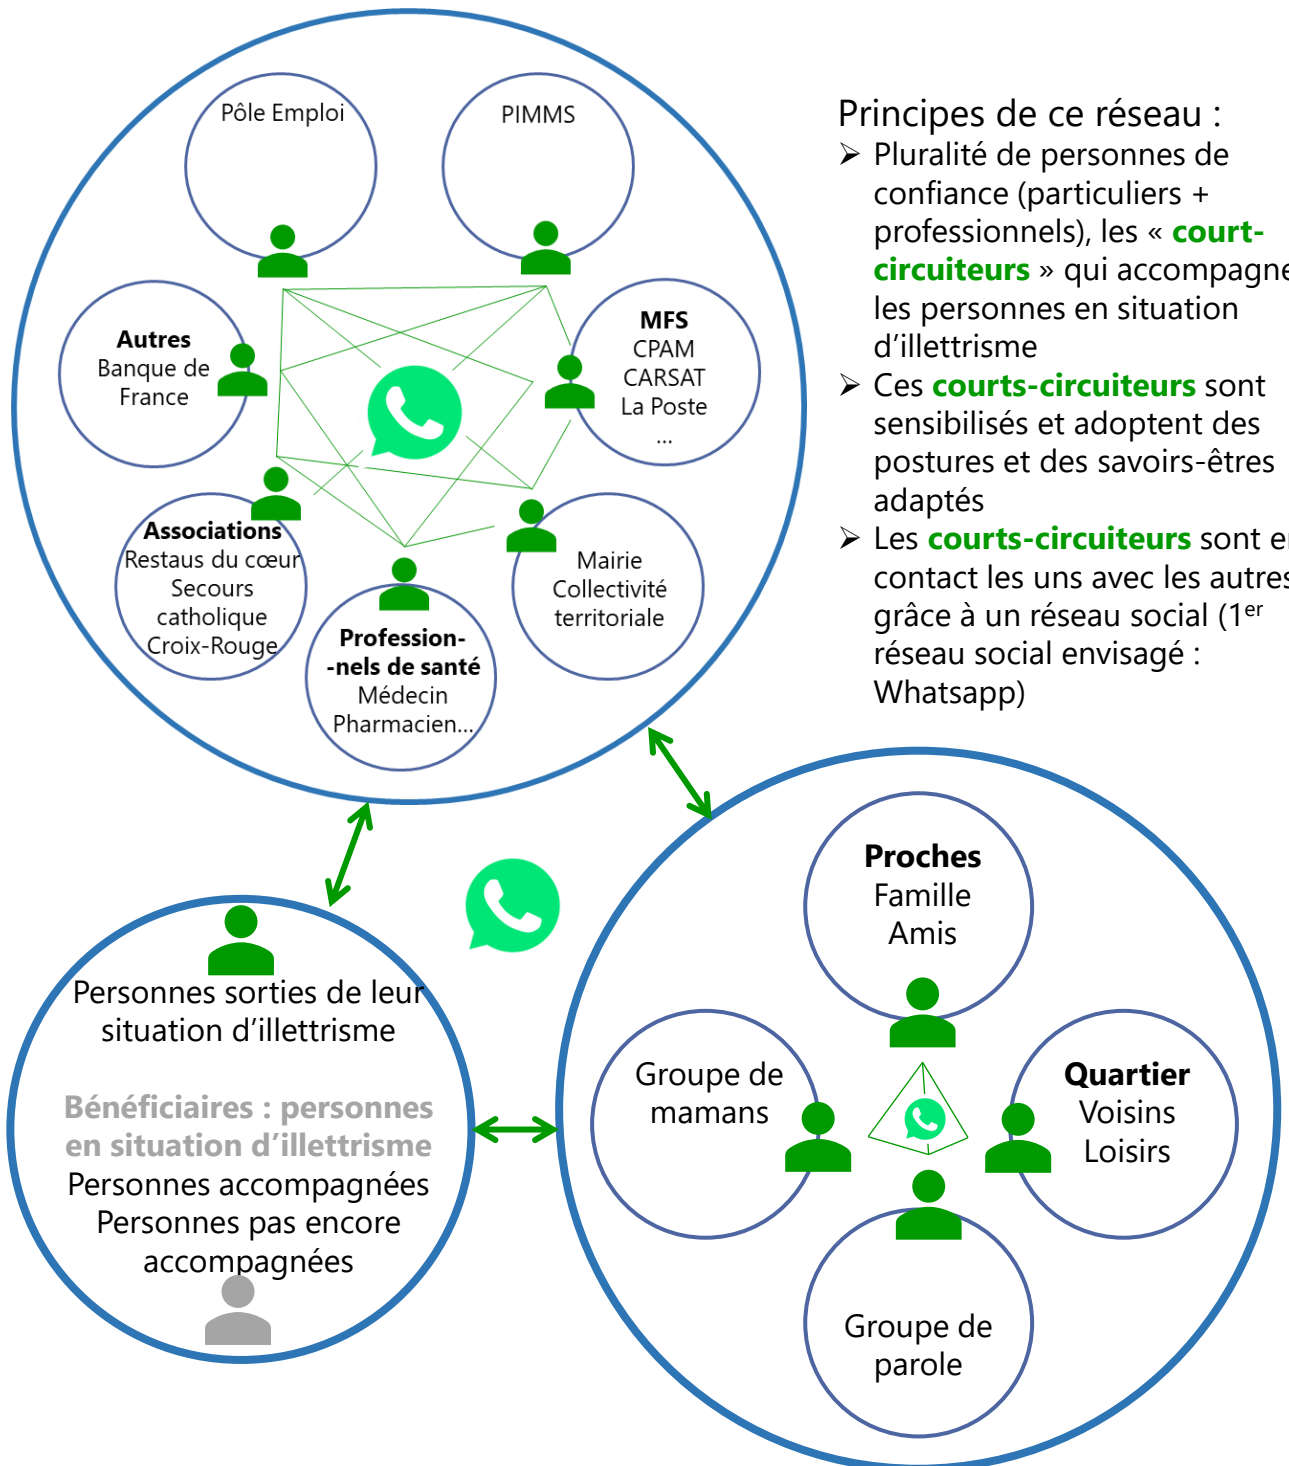 Pôle Emploi
PIMMS
Autres
Banque de
France
MFS
CPAM
CARSAT
La Poste
...
Associations
Restaus du cœur
Secours
catholique
Croix-Rouge
Profession-
-nels de santé
Médecin
Pharmacien...
Mairie
Collectivité
territoriale
Principes de ce réseau :
➢ Pluralité de personnes de
confiance (particuliers +
professionnels), les « court-
circuiteurs » qui accompagne
les personnes en situation
d’illettrisme
➢ Ces courts-circuiteurs sont
sensibilisés et adoptent des
postures et des savoirs-êtres
adaptés
➢ Les courts-circuiteurs sont e
contact les uns avec les autres
grâce à un réseau social (1er
réseau social envisagé :
Whatsapp)
Personnes sorties de leur
situation d’illettrisme
Bénéficiaires : personnes
en situation d’illettrisme
Personnes accompagnées
Personnes pas encore
accompagnées
Proches
Famille
Amis
Groupe de
mamans
Quartier
Voisins
Loisirs
Groupe de
parole